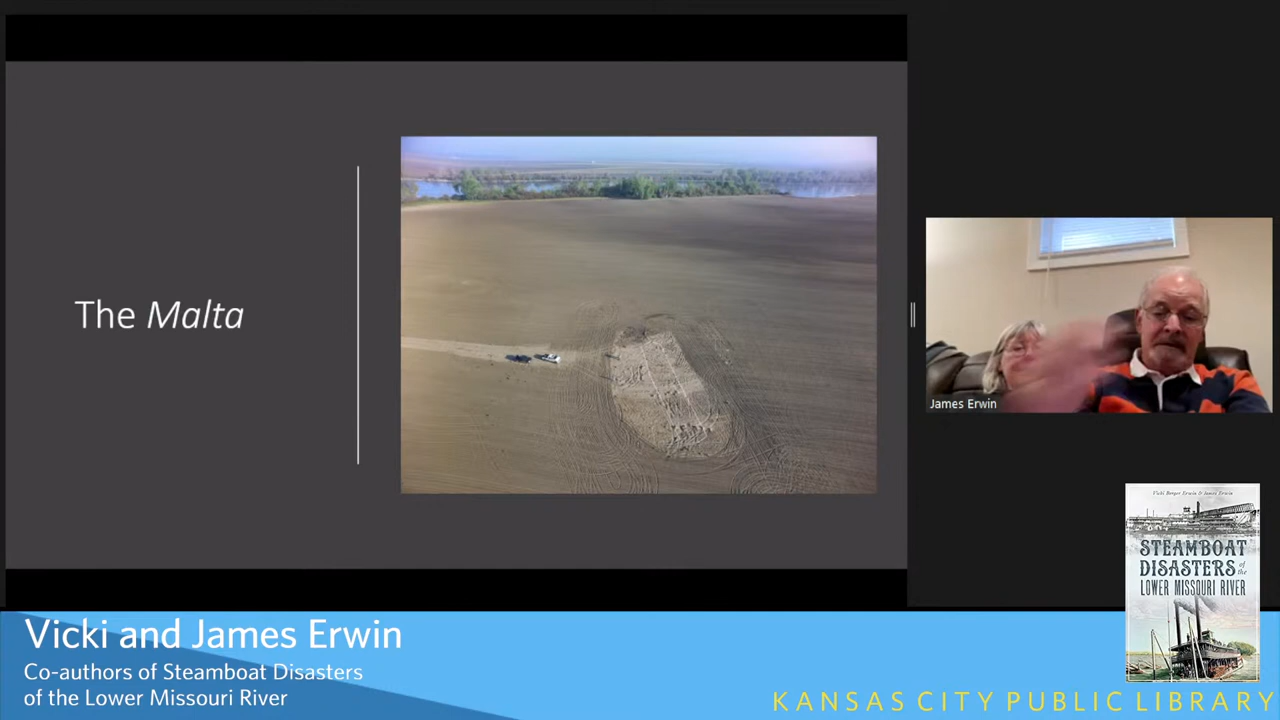 The Malta
James Erwin
Vicki Berger Erwin & James Erwin
STEAMBOAT
DISASTERS
of the
LOWER MISSOURI RIVER
Vicki and James Erwin
Co-authors of Steamboat Disasters
of the Lower Missouri River
KANSAS CITY PUBLIC LIBRARY